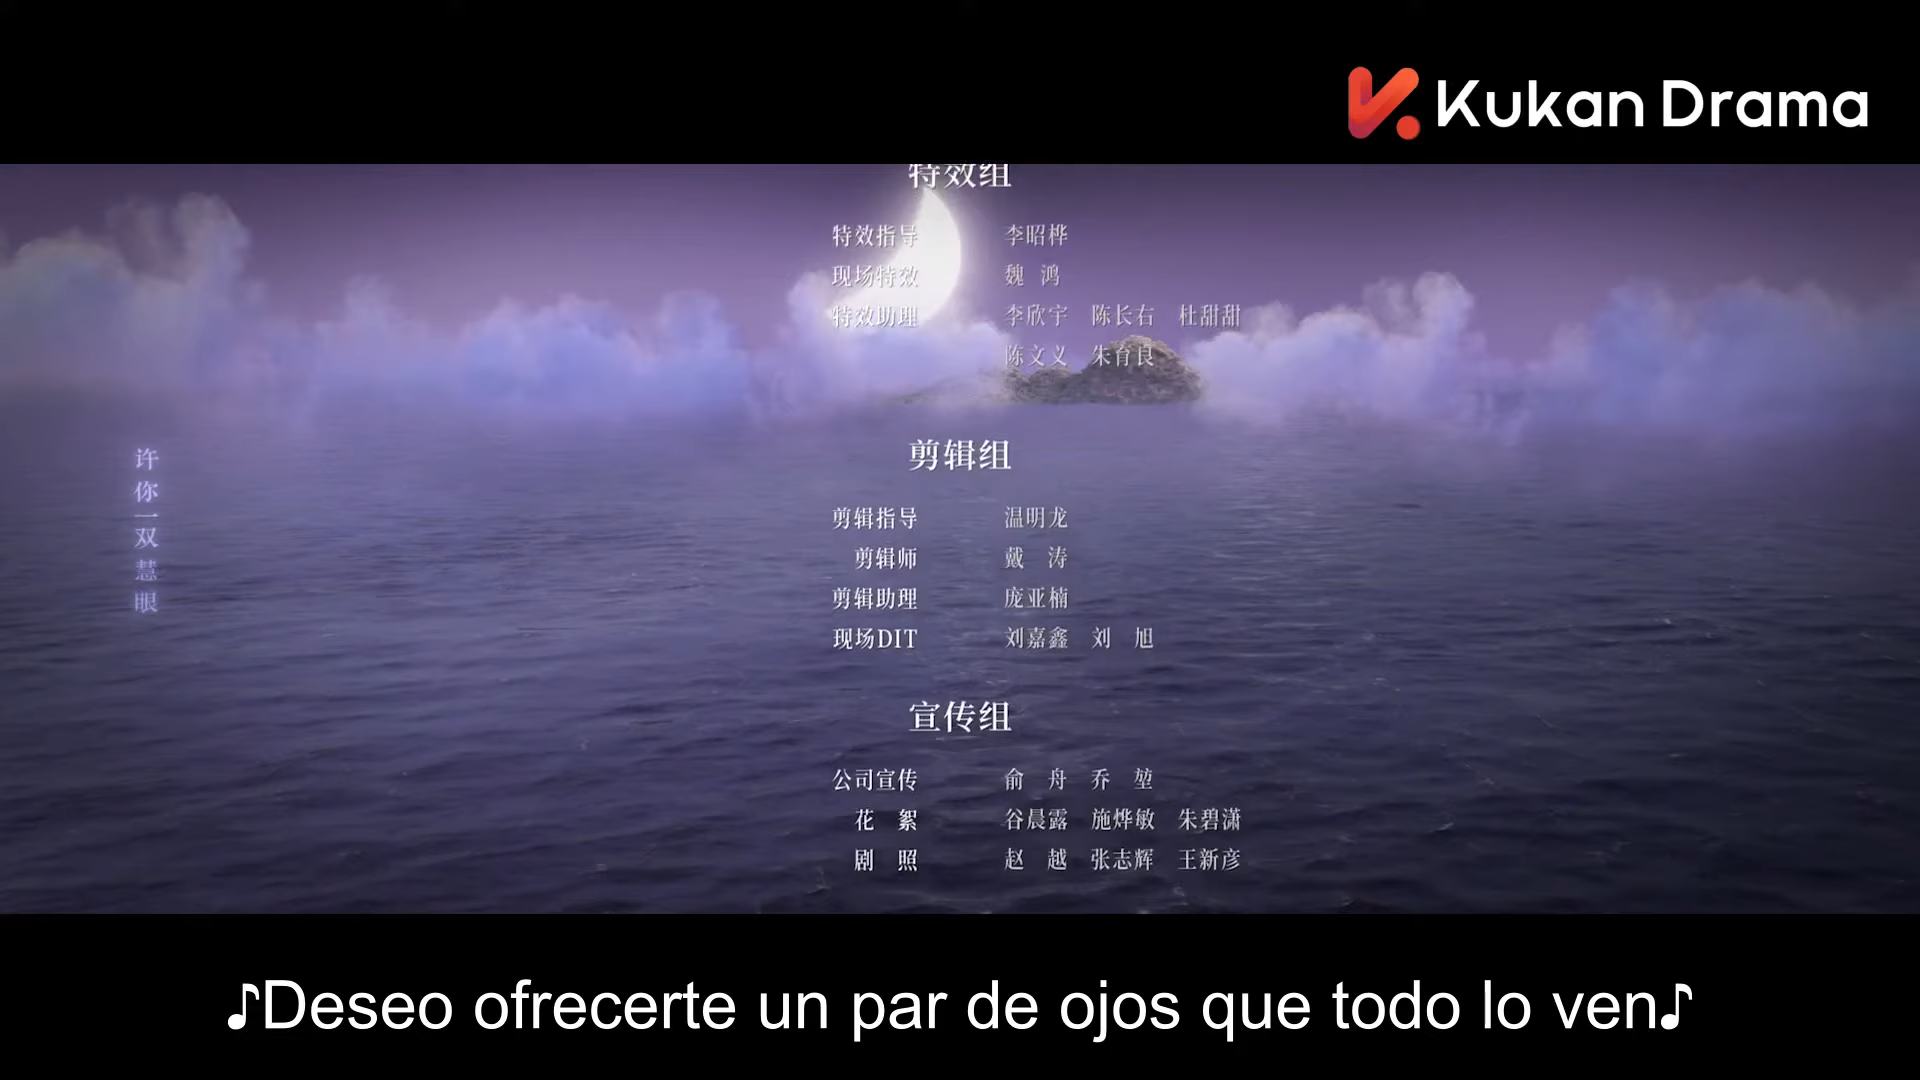 Kukan Drama
特效组
特效指导 李昭桦
现场特效 魏 鸿
特效助理 李欣宇 陈长右 杜甜甜
陈文义 朱育良
许你一双慧眼
剪辑组
剪辑指导 温明龙
剪辑师 戴 涛
剪辑助理 庞亚楠
现场DIT 刘嘉鑫 刘 旭
宣传组
公司宣传 俞 舟 乔 堃
花 絮 谷晨露 施烨敏 朱碧潇
剧 照 赵 越 张志辉 王新彦
♪Deseo ofrecerte un par de ojos que todo lo ven♪